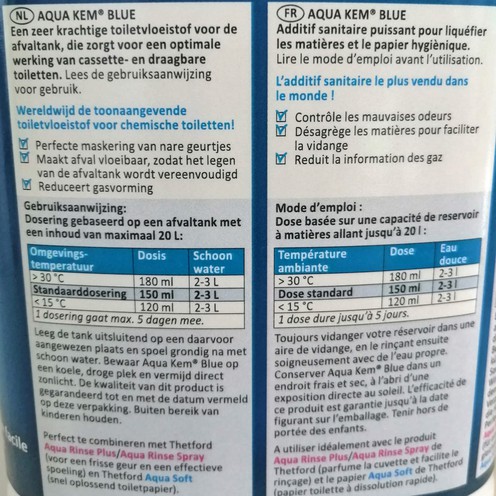 NL AQUA KEM® BLUE
Een zeer krachtige toiletvloeistof voor de
afvaltank, die zorgt voor een optimale
werking van cassette- en draagbare
toiletten. Lees de gebruiksaanwijzing
voor gebruik.
Wereldwijd de toonaangevende
toiletvloeistof voor chemische toiletten!
Perfecte maskering van nare geurtjes
Maakt afval vloeibaar, zodat het legen
van de afvaltank wordt vereenvoudigd
Reduceert gasvorming
Gebruiksaanwijzing:
Dosering gebaseerd op een afvaltank met
een inhoud van maximaal 20 L:
Omgevings- Dosis Schoon
temperatuur water
> 30 °C 180 ml 2-3 L
Standaarddosering 150 ml 2-3 L
< 15 °C 120 ml 2-3 L
1 dosering gaat max. 5 dagen mee.
Leeg de tank uitsluitend op een daarvoor
aangewezen plaats en spoel grondig na met
schoon water. Bewaar Aqua Kem® Blue op
een koele, droge plek en vermijd direct
zonlicht. De kwaliteit van dit product is
gegarandeerd tot en met de datum vermeld
op deze verpakking. Buiten bereik van
kinderen houden.
Perfect te combineren met Thetford
Aqua Rinse Plus/Aqua Rinse Spray
(voor een frisse geur en een effectieve
spoeling) en Thetford Aqua Soft
(snel oplossend toiletpapier).
FR AQUA KEM® BLUE
Additif sanitaire puissant pour liquéfier
les matières et le papier hygiènique.
Lire le mode d'emploi avant l'utilisation.
L'additif sanitaire le plus vendu dans
le monde !
Contrôle les mauvaises odeurs
Désagrège les matières pour faciliter
la vidange
Reduit la information des gaz
Mode d'emploi :
Dose basée sur une capacité de reservoir
à matières allant jusqu'à 20 l :
Température Dose Eau
ambiante douce
> 30 °C 180 ml 2-3 l
Dose standard 150 ml 2-3 l
< 15 °C 120 ml 2-3 l
1 dose dure jusqu'à 5 jours.
Toujours vidanger votre réservoir dans une
aire de vidange, en le rinçant ensuite
soigneusement avec de l'eau propre.
Conserver Aqua Kem® Blue dans un
endroit frais et sec, à l'abri d'une
exposition directe au soleil. L'efficacité de
ce produit est garantie jusqu'à la date
figurant sur l'emballage. Tenir hors de
portée des enfants.
A utiliser idéalement avec le produit
Aqua Rinse Plus/Aqua Rinse Spray de
Thetford (parfume la cuvette et facilite le
rinçage) et le papier Aqua Soft de Thetford
(papier toilette à dissolution rapide).
facile